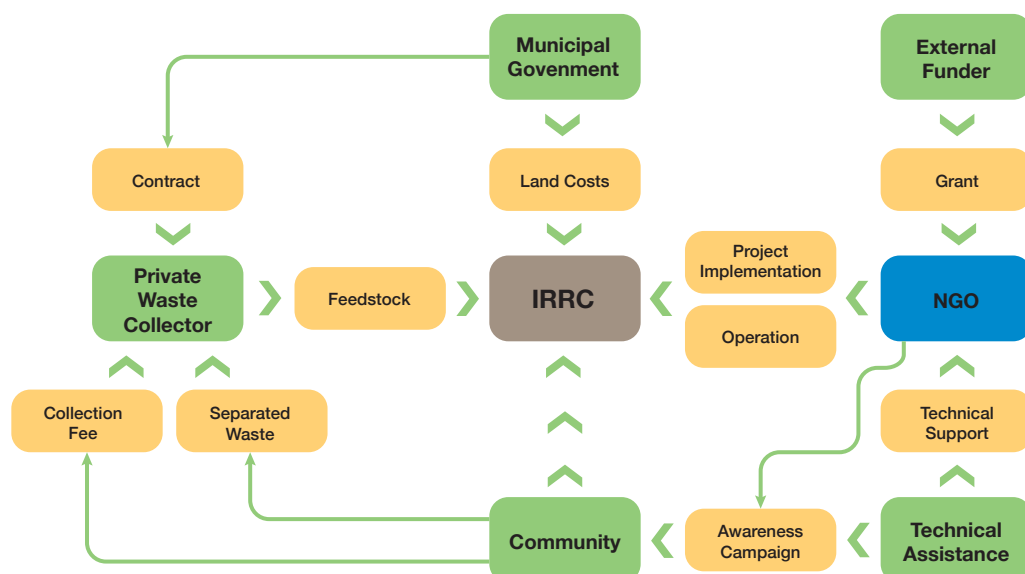 Municipal
Govenment
External
Funder
Contract
Land Costs
Grant
Private
Waste
Collector
Feedstock
IRRC
Project
Implementation
Operation
NGO
Collection
Fee
Separated
Waste
Technical
Support
Community
Awareness
Campaign
Technical
Assistance